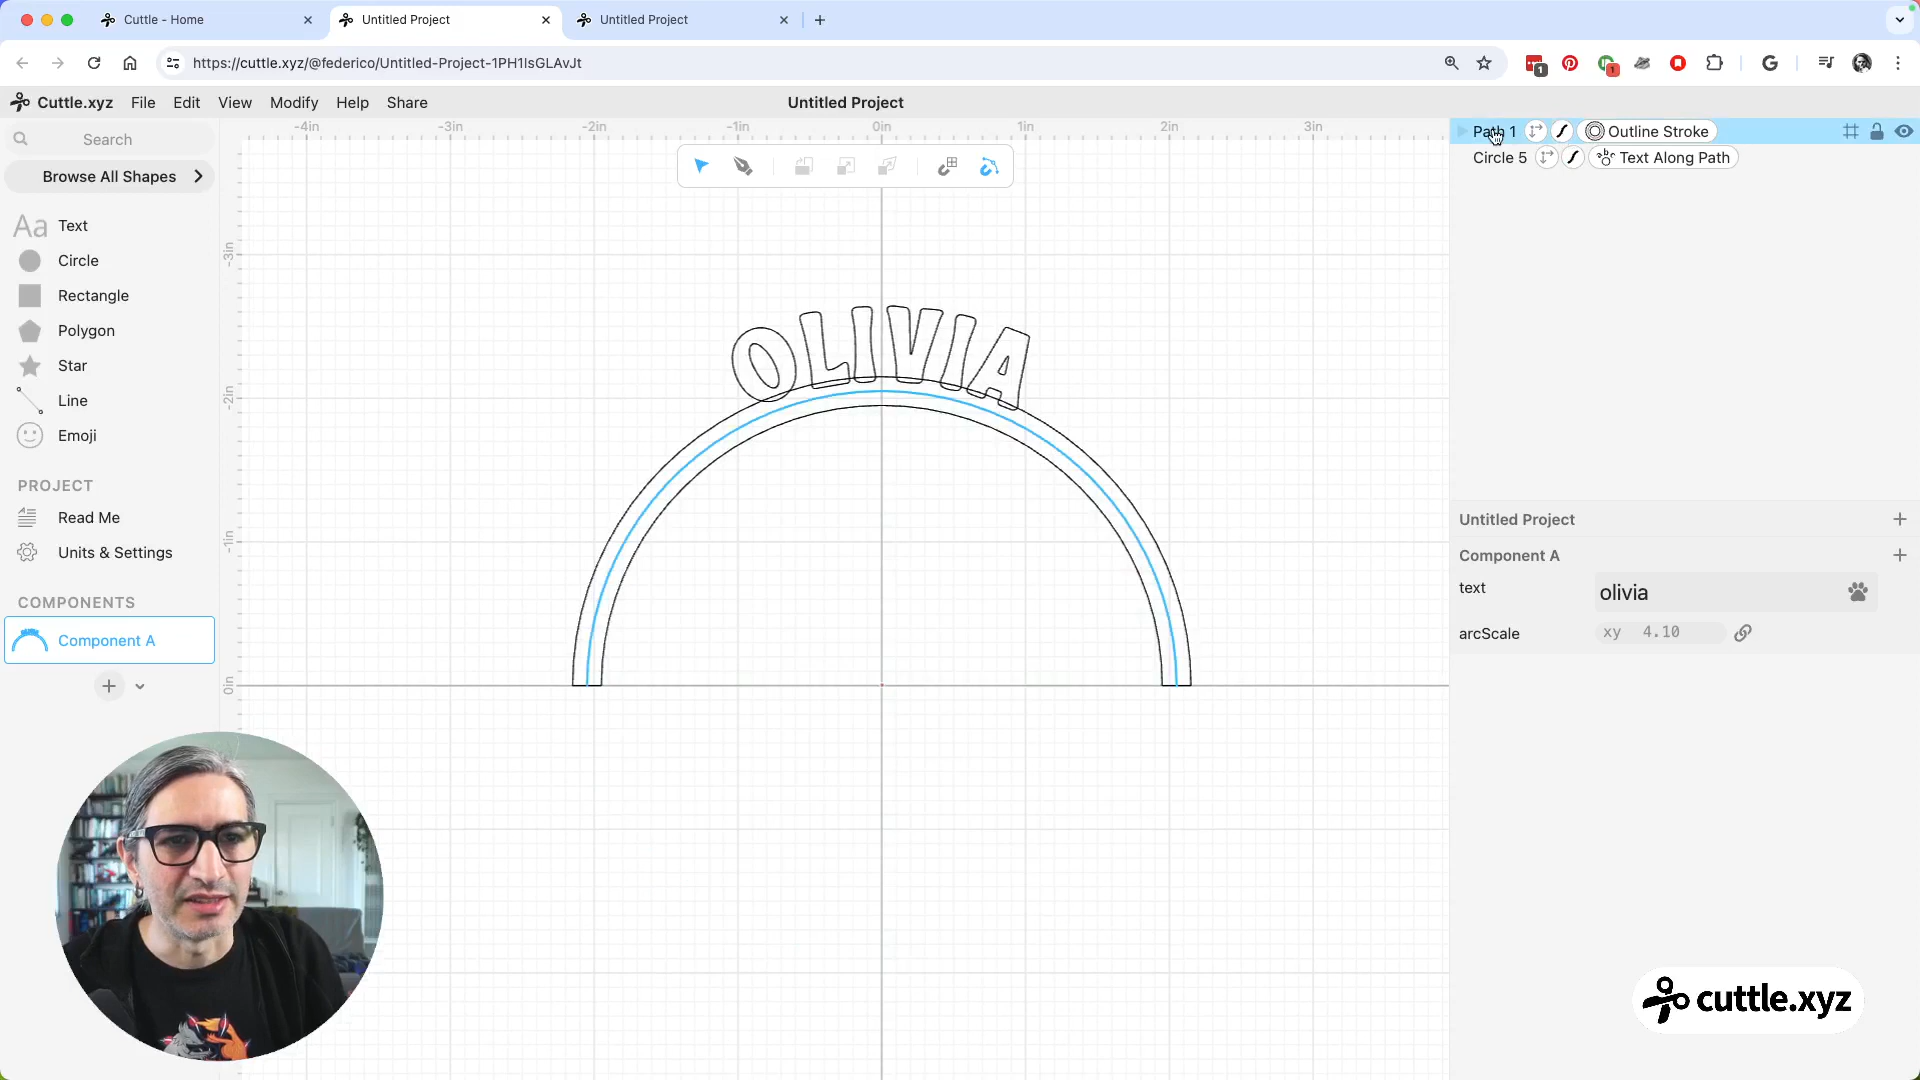 Cuttle - Home
Untitled Project
Untitled Project
https://cuttle.xyz/@federico/Untitled-Project-1PH1lsGLAvJt
1
1
Cuttle.xyz
File
Edit
View
Modify
Help
Share
Untitled Project
Search
Browse All Shapes
Aa Text
Circle
Rectangle
Polygon
Star
Line
Emoji
PROJECT
Read Me
Units & Settings
COMPONENTS
Component A
-4in
-3in
-2in
-1in
0in
1in
2in
3in
-3in
-2in
-1in
0in
OLIVIA
Path 1
Outline Stroke
Circle 5
Text Along Path
Untitled Project
Component A
text
olivia
arcScale
xy 4.10
cuttle.xyz